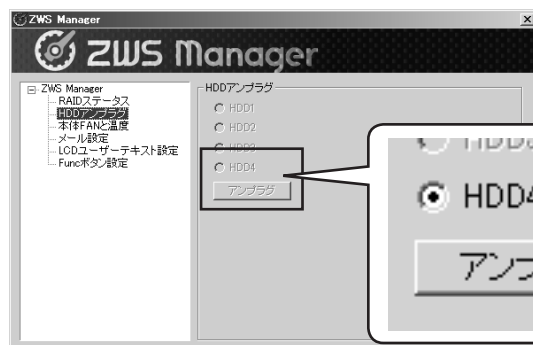 ZWS Manager
ZWS Manager
ZWS Manager
RAIDステータス
HDDアンプラグ
本体FANと温度
メール設定
LCDユーザーテキスト設定
Funcボタン設定
HDDアンプラグ
HDD1
HDD2
HDD3
HDD4
アンプラグ
HDD4